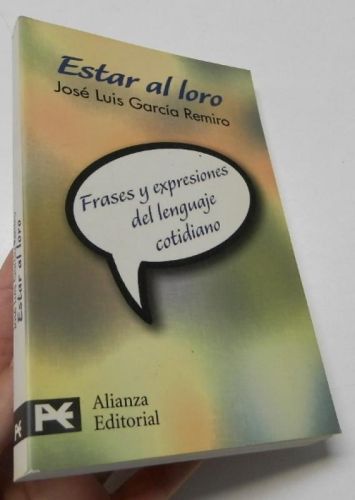 Estar al loro
José Luis García Remiro
Frases y expresiones
del lenguaje
cotidiano
Alianza
Editorial
Estar al loro